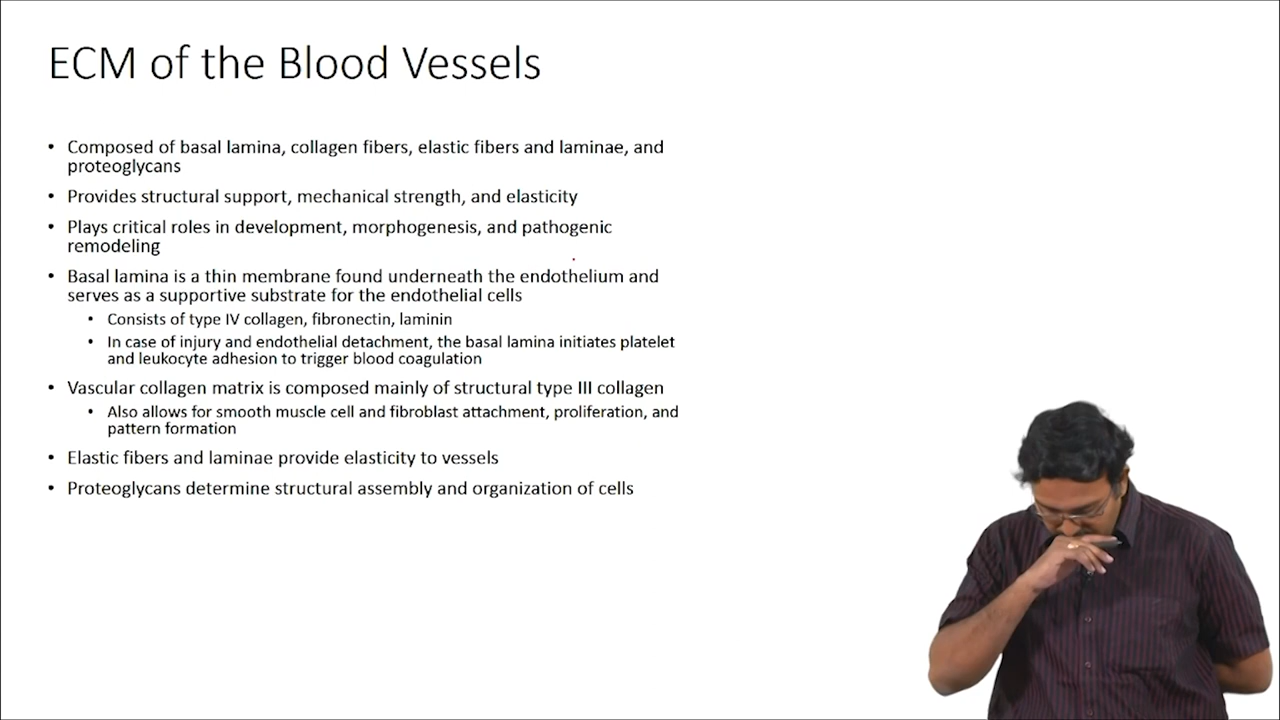 ECM of the Blood Vessels
• Composed of basal lamina, collagen fibers, elastic fibers and laminae, and
proteoglycans
• Provides structural support, mechanical strength, and elasticity
• Plays critical roles in development, morphogenesis, and pathogenic
remodeling
• Basal lamina is a thin membrane found underneath the endothelium and
serves as a supportive substrate for the endothelial cells
• Consists of type IV collagen, fibronectin, laminin
• In case of injury and endothelial detachment, the basal lamina initiates platelet
and leukocyte adhesion to trigger blood coagulation
• Vascular collagen matrix is composed mainly of structural type III collagen
• Also allows for smooth muscle cell and fibroblast attachment, proliferation, and
pattern formation
• Elastic fibers and laminae provide elasticity to vessels
• Proteoglycans determine structural assembly and organization of cells